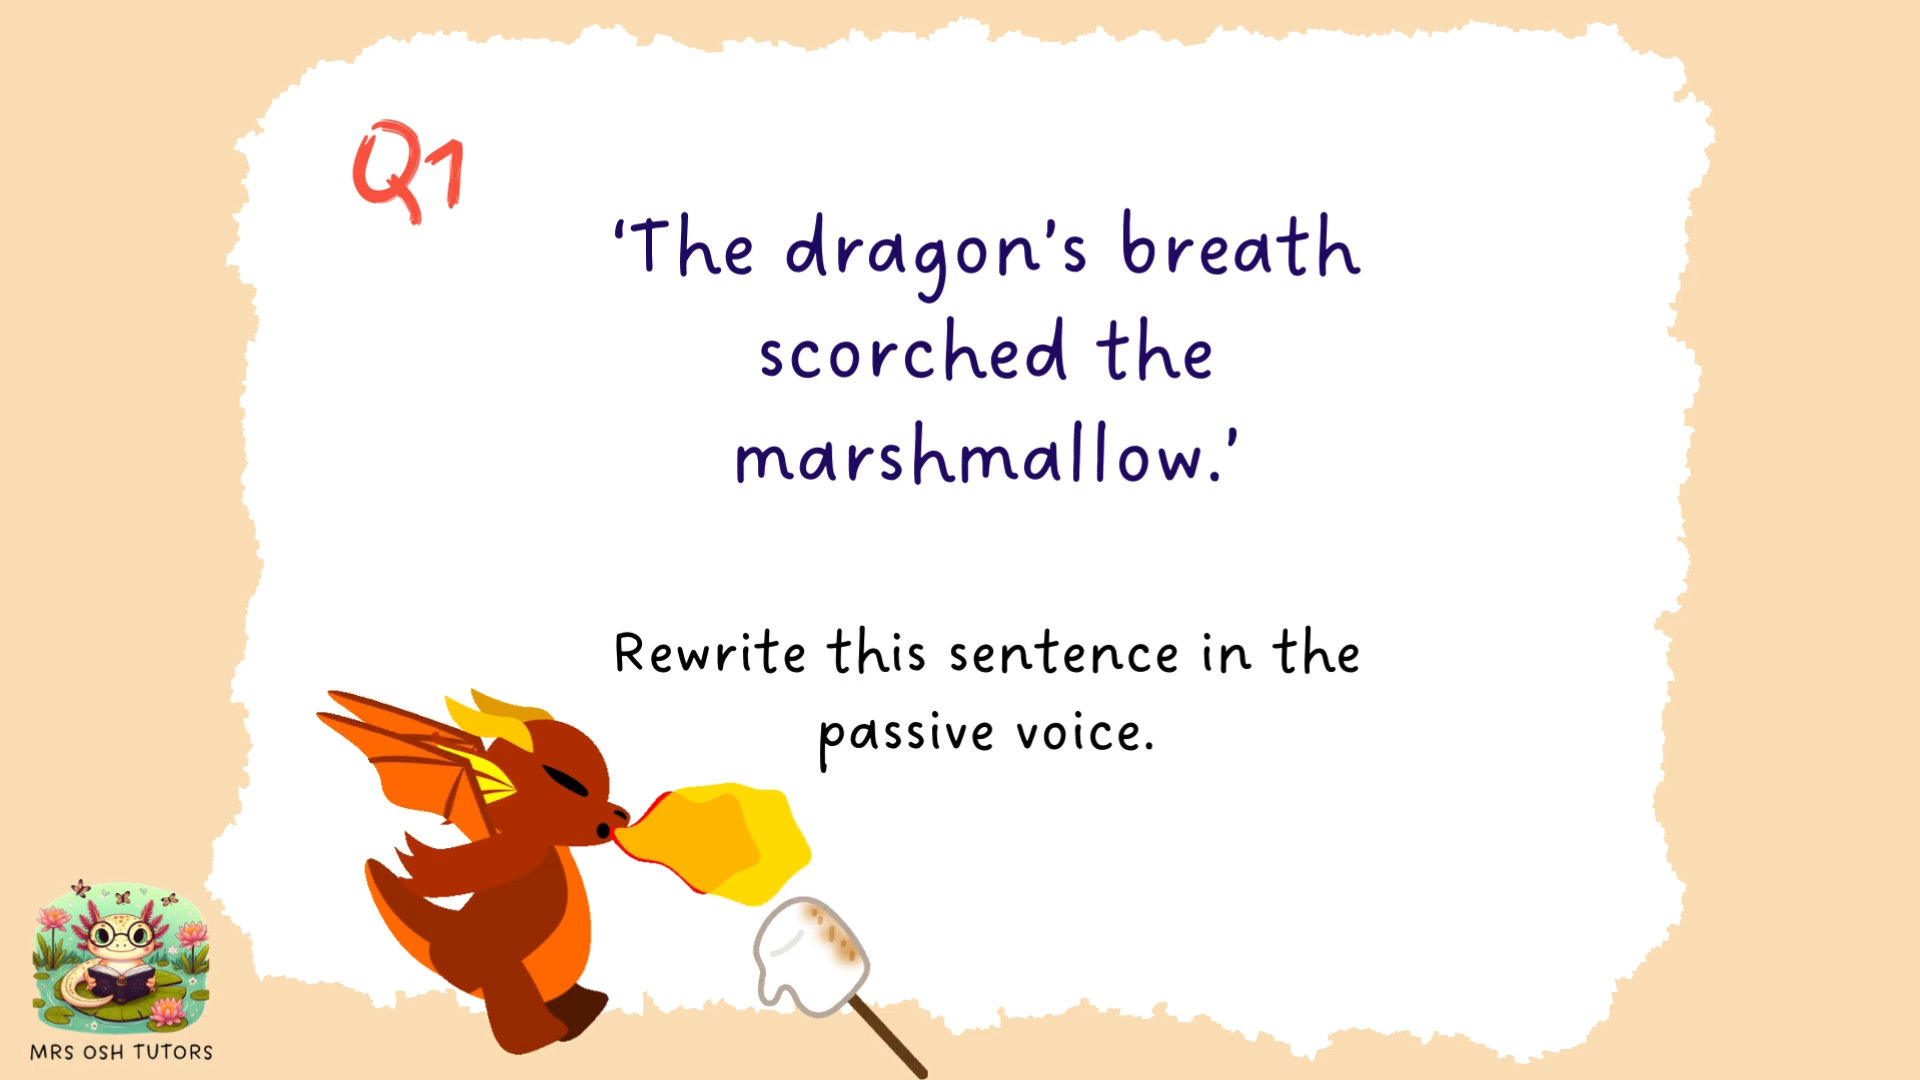 Q1
‘The dragon’s breath
scorched the
marshmallow.’
Rewrite this sentence in the
passive voice.
MRS OSH TUTORS